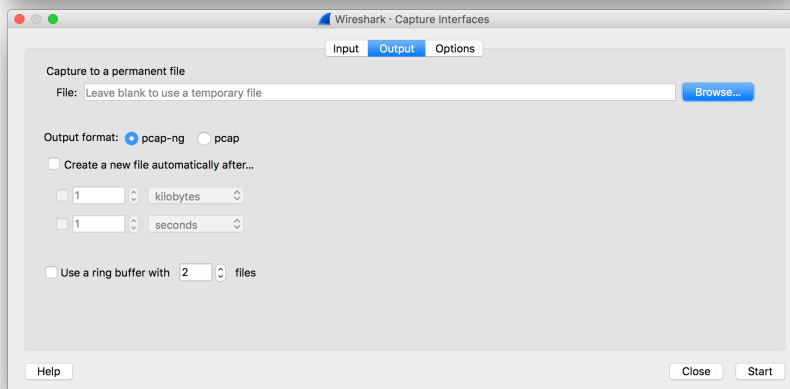 Wireshark · Capture Interfaces
Input Output Options
Capture to a permanent file
File: Leave blank to use a temporary file Browse...
Output format: pcap-ng pcap
Create a new file automatically after...
1 kilobytes
1 seconds
Use a ring buffer with 2 files
Help Close Start